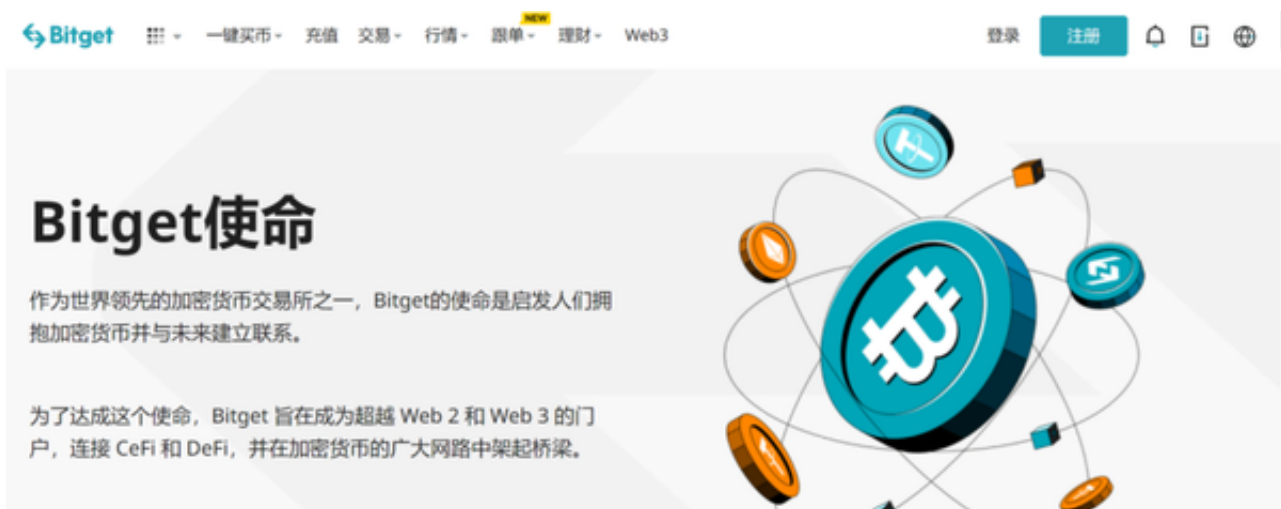 Bitget 一键买币 充值 交易 行情 跟单 NEW 理财 Web3 登录 注册
Bitget使命
作为世界领先的加密货币交易所之一，Bitget的使命是启发人们拥
抱加密货币并与未来建立联系。
为了达成这个使命，Bitget 旨在成为超越 Web 2 和 Web 3 的门
户，连接 CeFi 和 DeFi，并在加密货币的广大网路中架起桥梁。